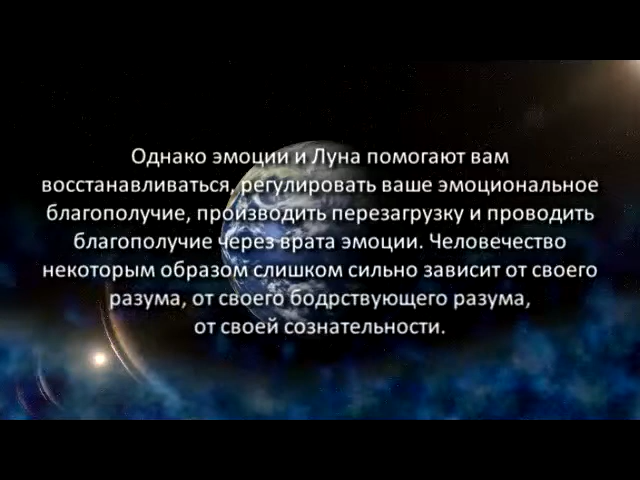 Однако эмоции и Луна помогают вам
восстанавливаться, регулировать ваше эмоциональное
благополучие, производить перезагрузку и проводить
благополучие через врата эмоции. Человечество
некоторым образом слишком сильно зависит от своего
разума, от своего бодрствующего разума,
от своей сознательности.